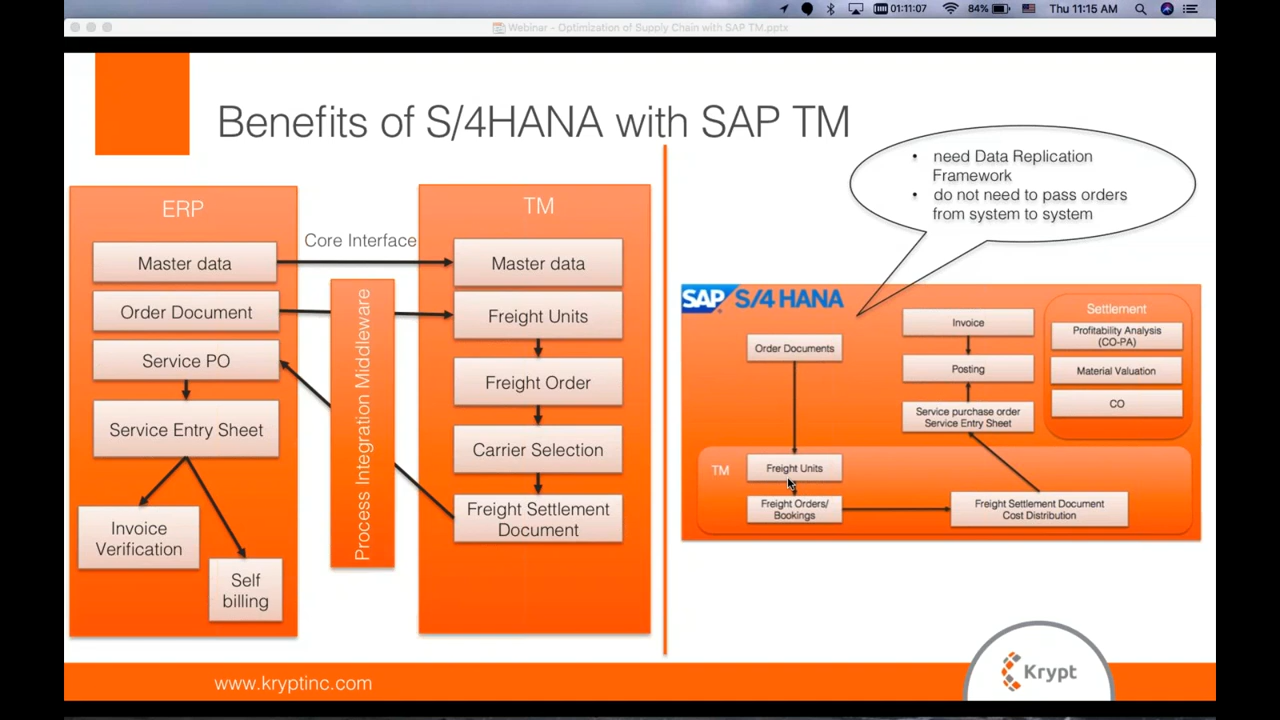 01:11:07
84%
Thu 11:15 AM
Webinar - Optimization of Supply Chain with SAP TM.pptx
Benefits of S/4HANA with SAP TM
ERP
Master data
Order Document
Service PO
Service Entry Sheet
Invoice
Verification
Self
billing
Core Interface
Process Integration Middleware
TM
Master data
Freight Units
Freight Order
Carrier Selection
Freight Settlement
Document
• need Data Replication
Framework
• do not need to pass orders
from system to system
SAP S/4 HANA
Order Documents
Invoice
Posting
Service purchase order
Service Entry Sheet
Settlement
Profitability Analysis
(CO-PA)
Material Valuation
CO
TM
Freight Units
Freight Orders/
Bookings
Freight Settlement Document
Cost Distribution
www.kryptinc.com
Krypt